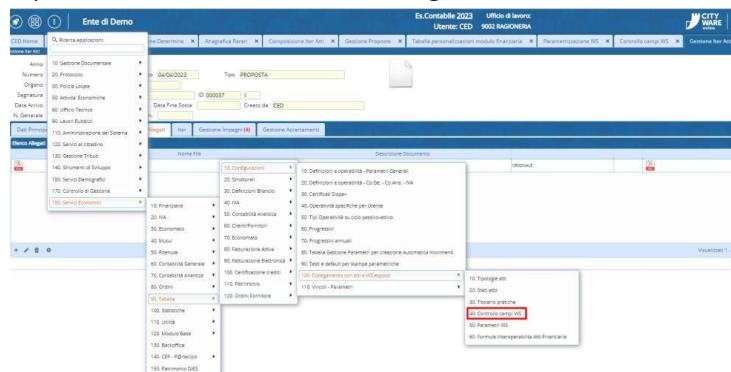 Ente di Demo
Es.Contabile 2023 Ufficio di lavoro:
Utente: CED 9002 RAGIONERIA
CITY WARE
CED Home
Ricerca applicazioni
Determine
Anagrafica Pareri
Composizione Iter Atti
Gestione Proposte
Tabelle personalizzazioni modulo finanziaria
Parametrizzazione WS
Controllo campi WS
Gestione Iter Atti
Anno
Numero
04/04/2023
Tipo PROPOSTA
Organo
Segnatura
ID 000037
Data Arrivo
Data Fine Sosta
Creato da CED
N. Generale
Dati Principali
Allegati
Iter
Gestione Impegni (4)
Gestione Accertamenti
Elenco Allegati
Nome File
Descrizione Documento
ORIGINALE
10. Gestione Documentale
20. Protocollo
30. Polizia Locale
50. Attivita' Economiche
60. Ufficio Tecnico
80. Lavori Pubblici
110. Amministrazione del Sistema
120. Servizi al cittadino
130. Gestione Tributi
140. Strumenti di Sviluppo
150. Servizi Demografici
170. Controllo di Gestione
180. Servizi Economici
10. Finanziaria
20. IVA
30. Economato
40. Mutui
50. Ritenute
60. Contabilità Generale
70. Contabilità Analitica
80. Ordini
90. Tabelle
100. Statistiche
110. Utilità
120. Modulo Base
130. Backoffice
140. CEP - P@rtecipo
150. Patrimonio GIES
10. Configurazioni
20. Strutturali
30. Definizioni Bilancio
40. IVA
50. Contabilità Analitica
60. Clienti/Fornitori
70. Economato
80. Fatturazione Attiva
90. Fatturazione Elettronica
100. Certificazione crediti
110. Patrimonio
120. Ordini Fornitore
10. Definizioni e operabilità - Parametri Generali
20. Definizioni e operabilità - Co.Ge. - Co.Ana. - IVA
30. Certificati Siope+
40. Operatività specifiche per Utente
50. Tipi Operatività su ciclo passivo/attivo
60. Progressivi
70. Progressivi annuali
80. Tabella Gestione Parametri per creazione Automatica movimenti
90. Testi e default per stampe parametriche
100. Collegamento con atti e WS esposti
110. Vincoli - Parametri
10. Tipologie atti
20. Stati atti
30. Titolario pratiche
40. Controllo campi WS
50. Parametri WS
60. Formule Interoperabilità Atti-Finanziaria
Visualizzati 1